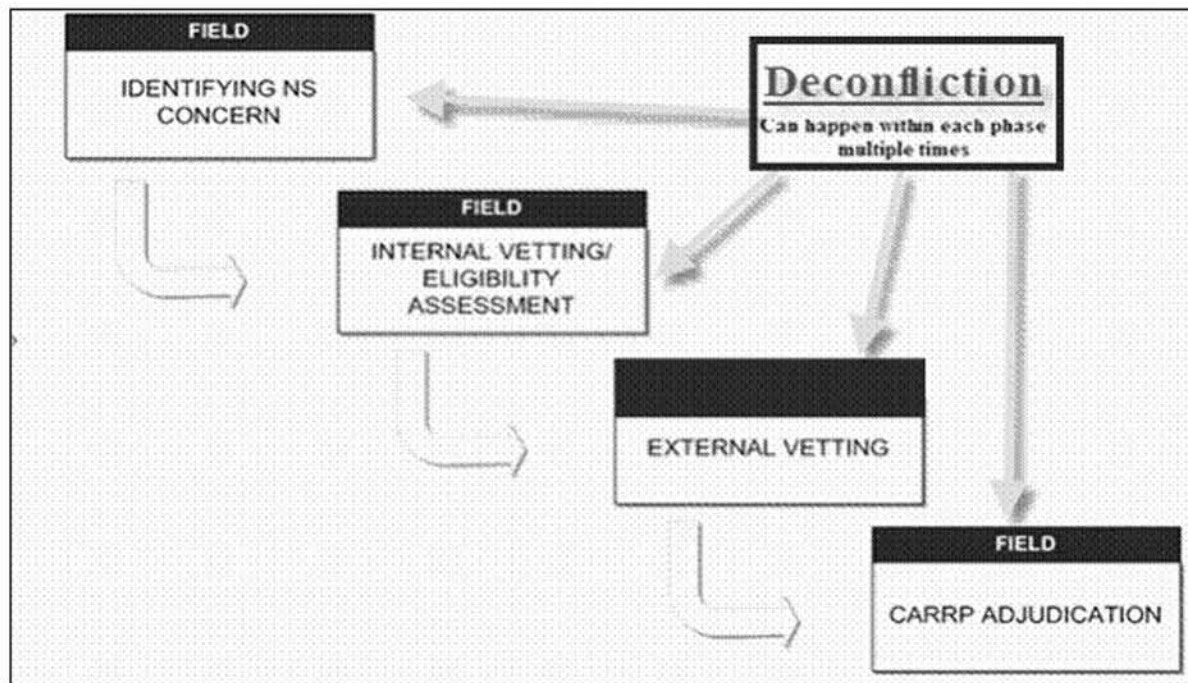 FIELD
IDENTIFYING NS
CONCERN
Deconfliction
Can happen within each phase
multiple times
FIELD
INTERNAL VETTING/
ELIGIBILITY
ASSESSMENT
EXTERNAL VETTING
FIELD
CARRP ADJUDICATION